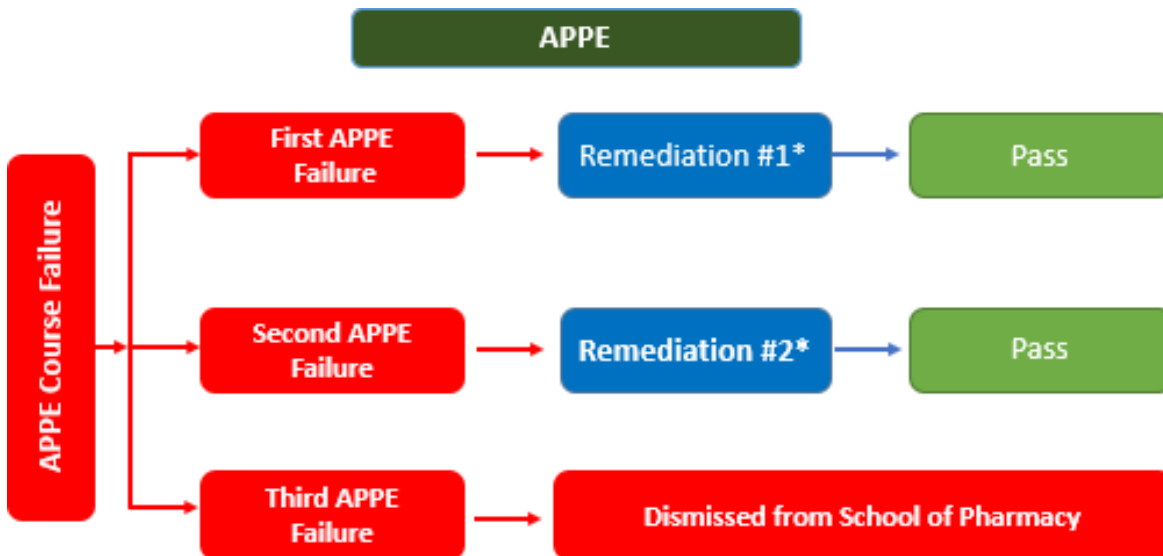 APPE
APPE Course Failure
First APPE
Failure
Remediation #1*
Pass
Second APPE
Failure
Remediation #2*
Pass
Third APPE
Failure
Dismissed from School of Pharmacy